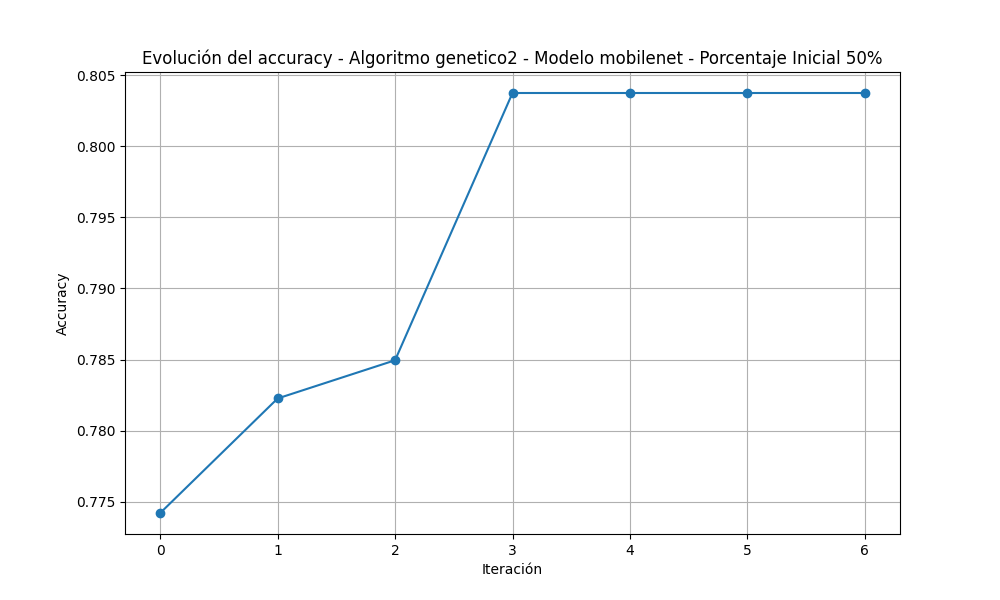 Evolución del accuracy - Algoritmo genetico2 - Modelo mobilenet - Porcentaje Inicial 50%
0.805
0.800
0.795
0.790
0.785
0.780
0.775
Accuracy
0 1 2 3 4 5 6
Iteración